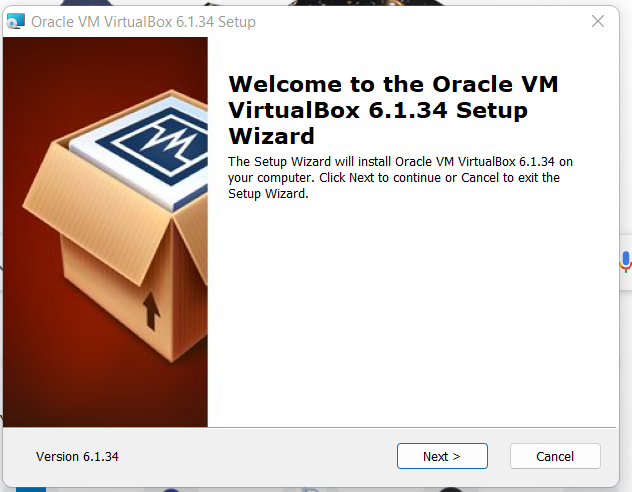 Oracle VM VirtualBox 6.1.34 Setup
Welcome to the Oracle VM
VirtualBox 6.1.34 Setup
Wizard
The Setup Wizard will install Oracle VM VirtualBox 6.1.34 on
your computer. Click Next to continue or Cancel to exit the
Setup Wizard.
Version 6.1.34
Next >
Cancel